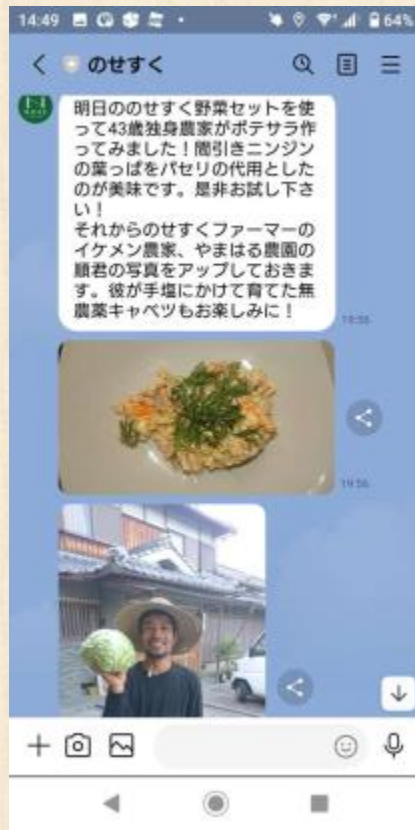 14:49
64%
のせすく
明日ののせすく野菜セットを使
って43歳独身農家がポテサラ作
ってみました！間引きニンジン
の葉っぱをパセリの代用とした
のが美味です。是非お試し下さ
い！
それからのせすくファーマーの
イケメン農家、やまはる農園の
順君の写真をアップしておきま
す。彼が手塩にかけて育てた無
農薬キャベツもお楽しみに！
19:56
19:56